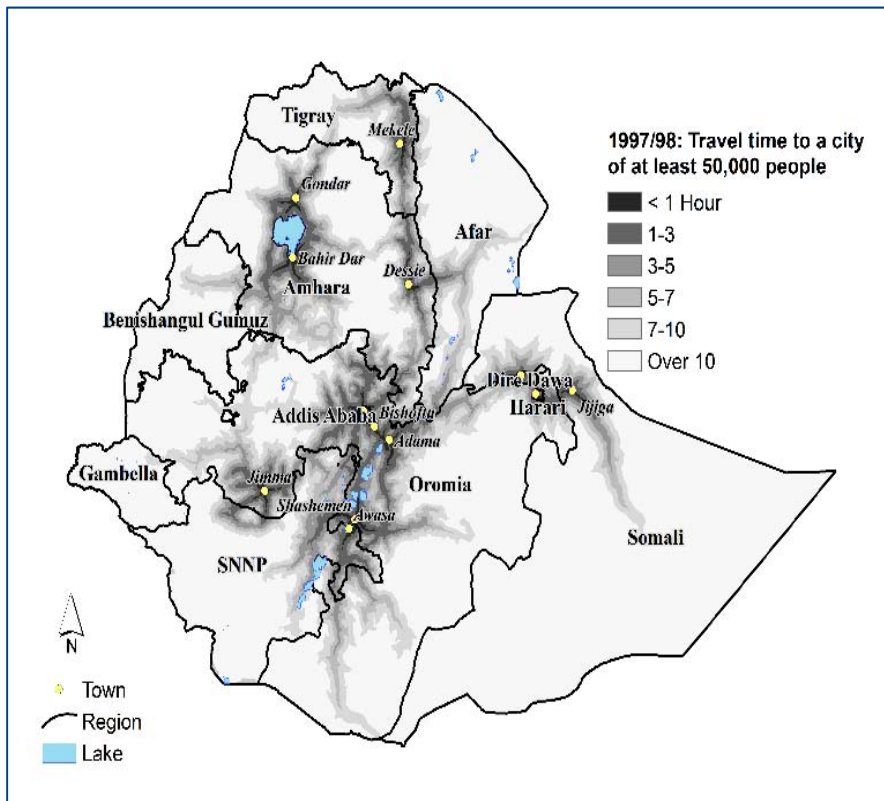 Tigray
Mekele
Gondar
Afar
Bahir Dar
Dessie
Amhara
Benishangul Gumuz
Dire Dawa
Harari
Jijiga
Addis Ababa
Bishoftu
Adama
Gambella
Jimma
Oromia
Shashemen
Awasa
Somali
SNNP
1997/98: Travel time to a city
of at least 50,000 people
< 1 Hour
1-3
3-5
5-7
7-10
Over 10
N
Town
Region
Lake